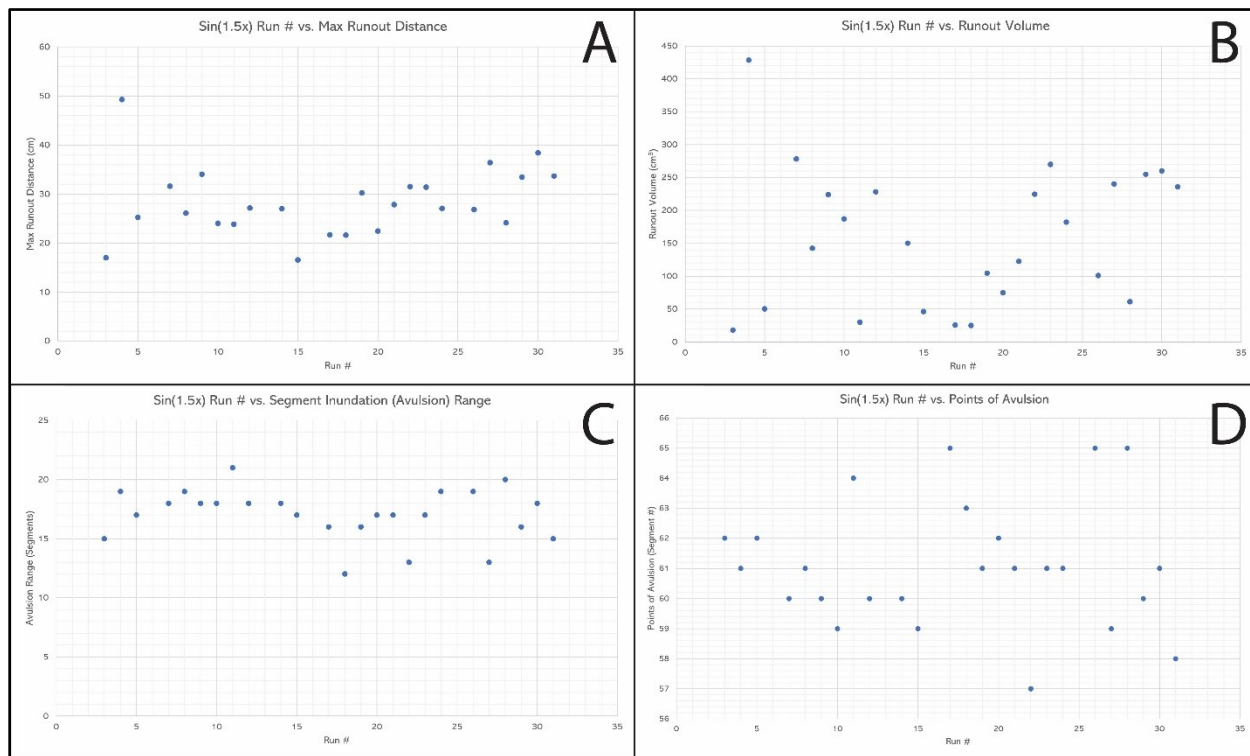 Sin(1.5x) Run # vs. Max Runout Distance
A
60
50
40
30
20
10
0
Max Runout Distance (cm)
0 5 10 15 20 25 30 35
Run #
Sin(1.5x) Run # vs. Runout Volume
B
450
400
350
300
250
200
150
100
50
0
Runout Volume (cm³)
0 5 10 15 20 25 30 35
Run #
Sin(1.5x) Run # vs. Segment Inundation (Avulsion) Range
C
25
20
15
10
5
0
Avulsion Range (Segments)
0 5 10 15 20 25 30 35
Run #
Sin(1.5x) Run # vs. Points of Avulsion
D
66
65
64
63
62
61
60
59
58
57
56
Points of Avulsion (Segment #)
0 5 10 15 20 25 30 35
Run #